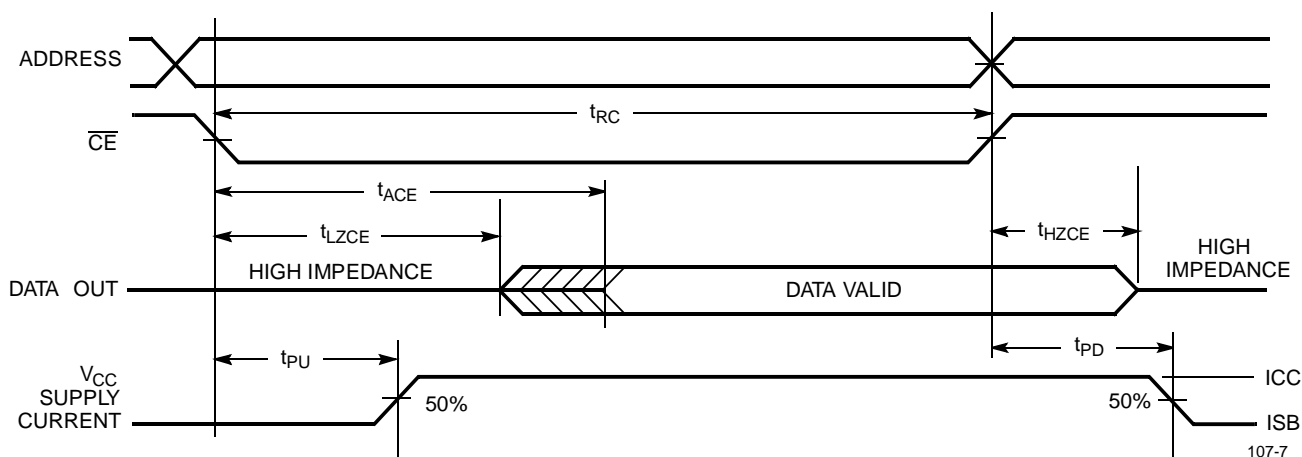 ADDRESS
tRC
CE
tACE
tLZCE
tHZCE
HIGH IMPEDANCE
HIGH
IMPEDANCE
DATA OUT
DATA VALID
tPU
tPD
VCC
SUPPLY
CURRENT
50%
50%
ICC
ISB
107-7